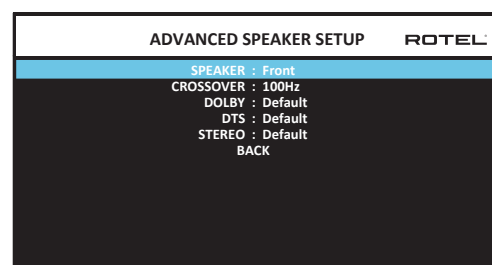 ADVANCED SPEAKER SETUP ROTEL
SPEAKER : Front
CROSSOVER : 100Hz
DOLBY : Default
DTS : Default
STEREO : Default
BACK